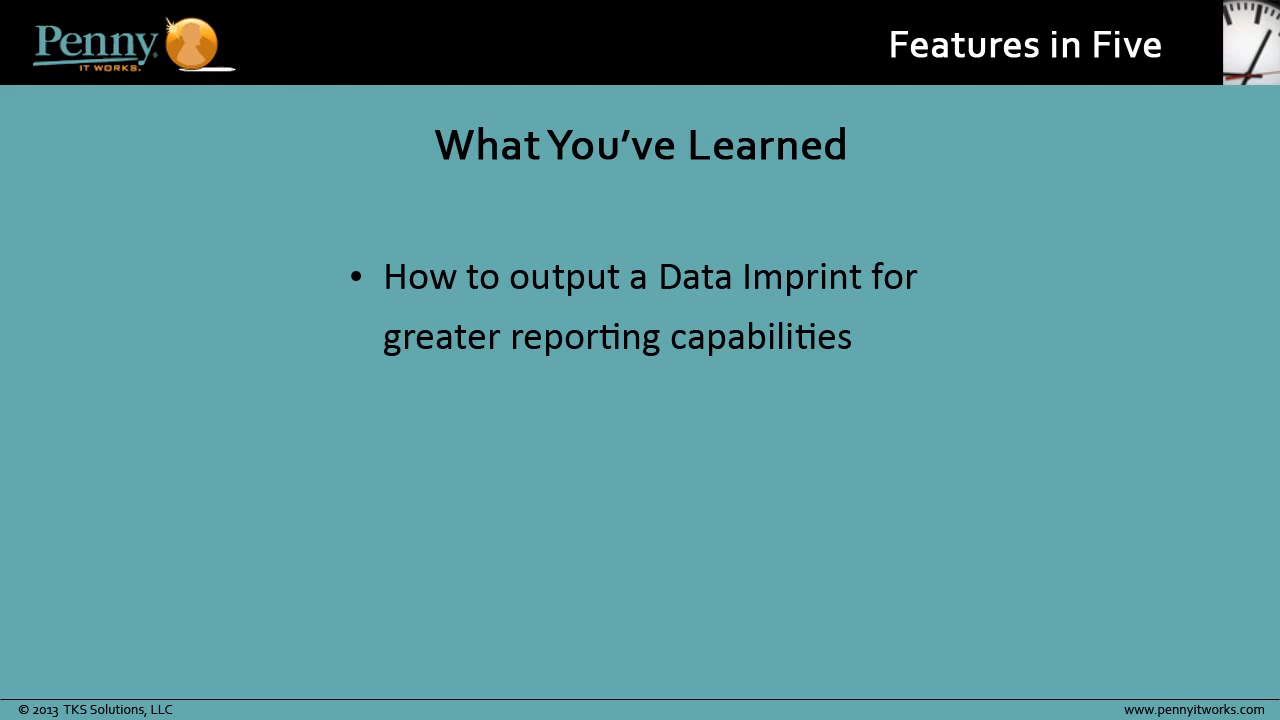 Penny
IT WORKS.
Features in Five
What You've Learned
• How to output a Data Imprint for
greater reporting capabilities
© 2013 TKS Solutions, LLC
www.pennyitworks.com